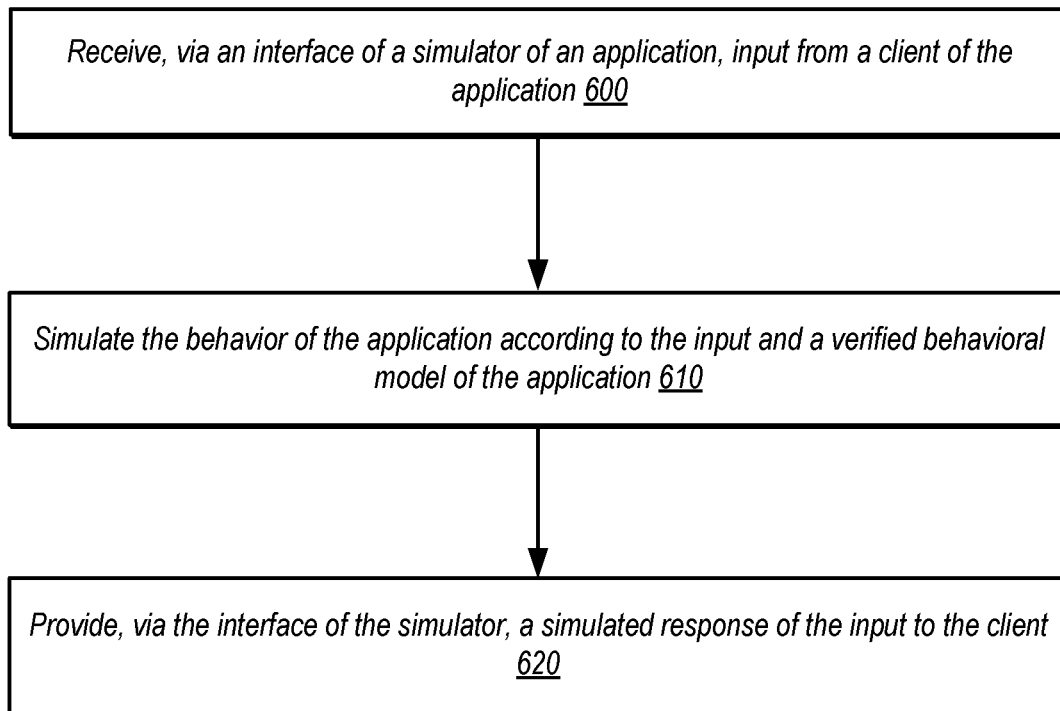 Receive, via an interface of a simulator of an application, input from a client of the
application 600
Simulate the behavior of the application according to the input and a verified behavioral
model of the application 610
Provide, via the interface of the simulator, a simulated response of the input to the client
620